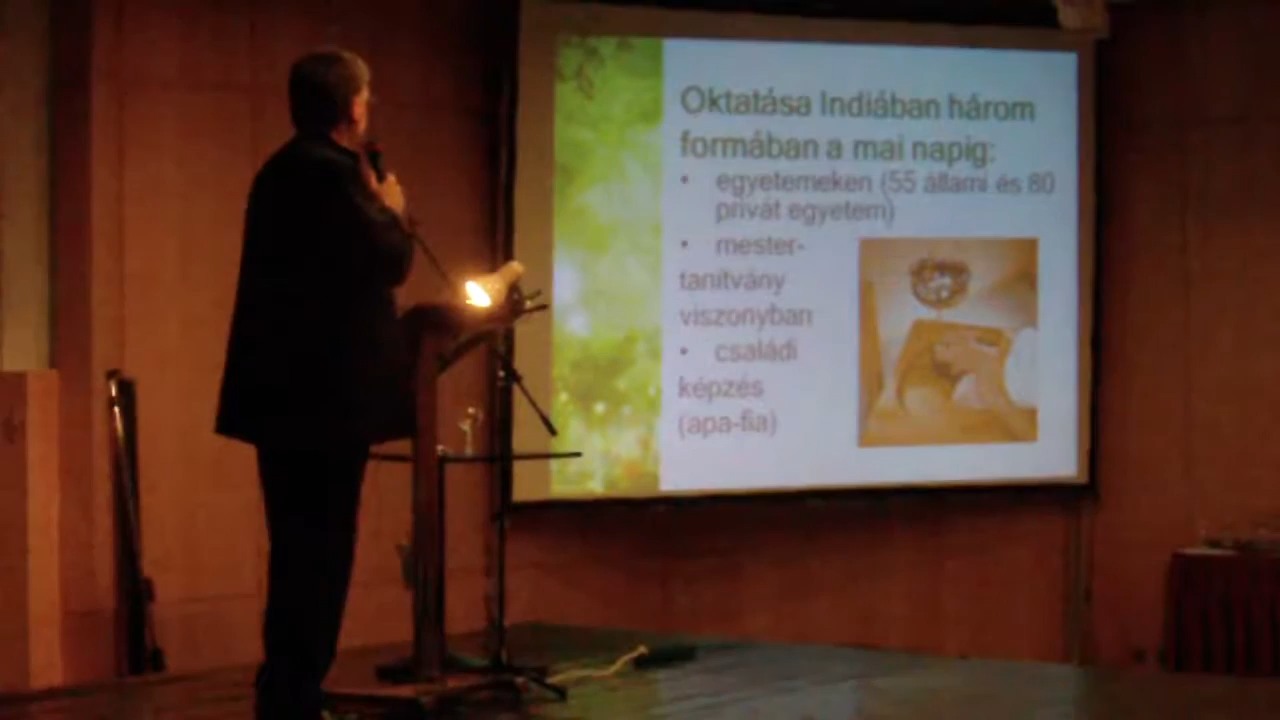 Oktatása Indiában három
formában a mai napig:
• egyetemeken (55 állami és 80
privát egyetem)
• mester-
tanítvány
viszonyban
• családi
képzés
(apa-fia)